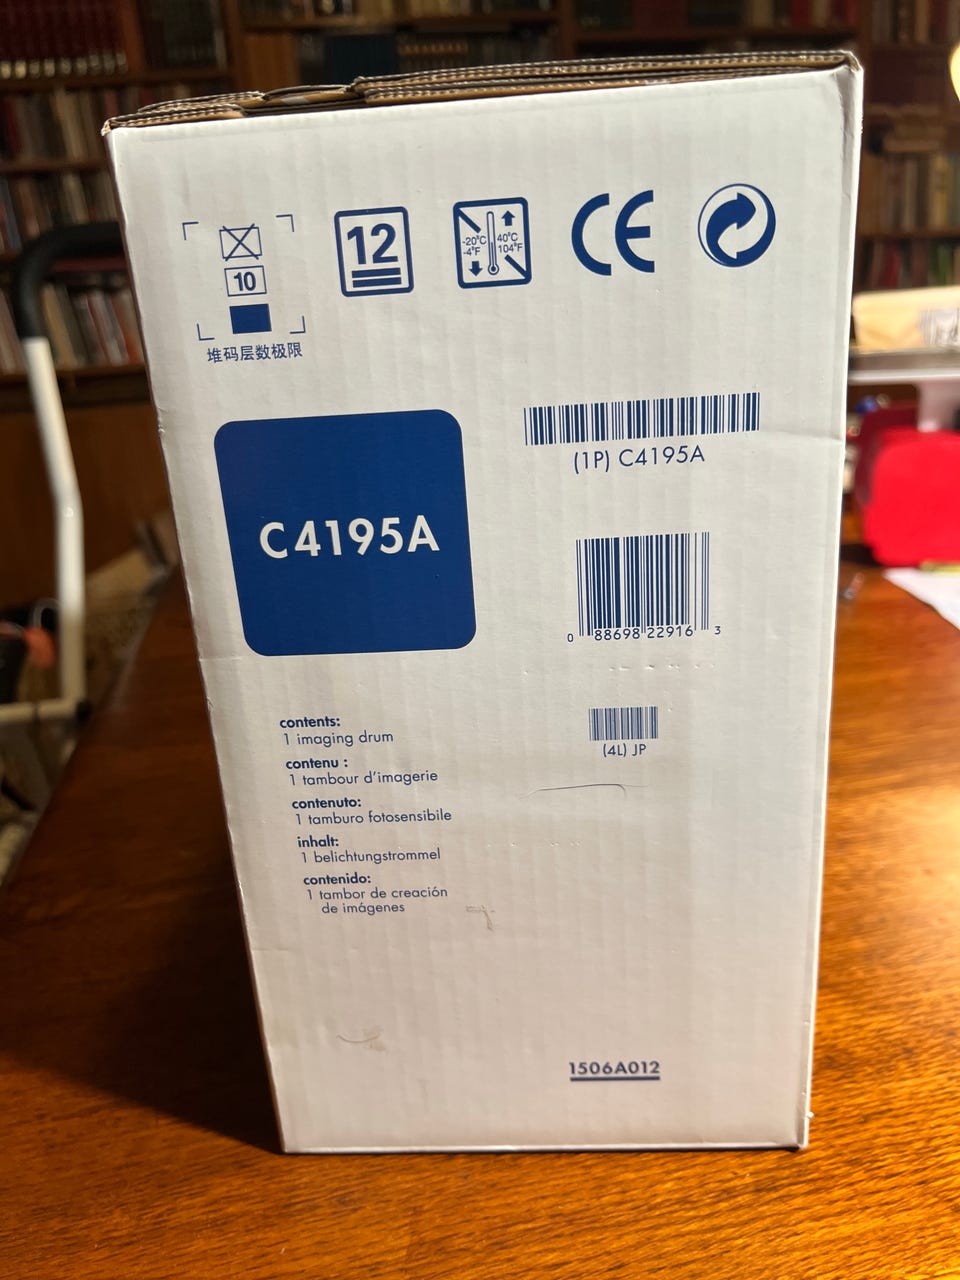 10
堆码层数极限
12
-20°C
-4°F
40°C
104°F
CE
C4195A
(1P) C4195A
0 88698 22916 3
(4L) JP
contents:
1 imaging drum
contenu :
1 tambour d'imagerie
contenuto:
1 tamburo fotosensibile
inhalt:
1 belichtungstrommel
contenido:
1 tambor de creación
de imágenes
1506A012